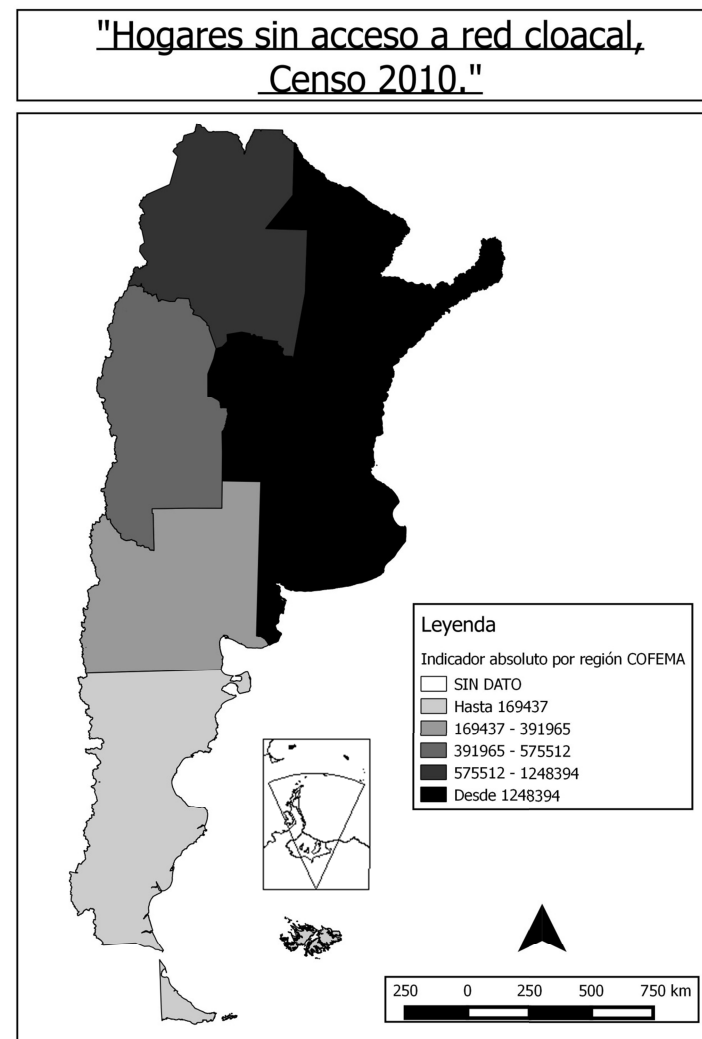 "Hogares sin acceso a red cloacal,
Censo 2010."
Leyenda
Indicador absoluto por región COFEMA
SIN DATO
Hasta 169437
169437 - 391965
391965 - 575512
575512 - 1248394
Desde 1248394
250 0 250 500 750 km